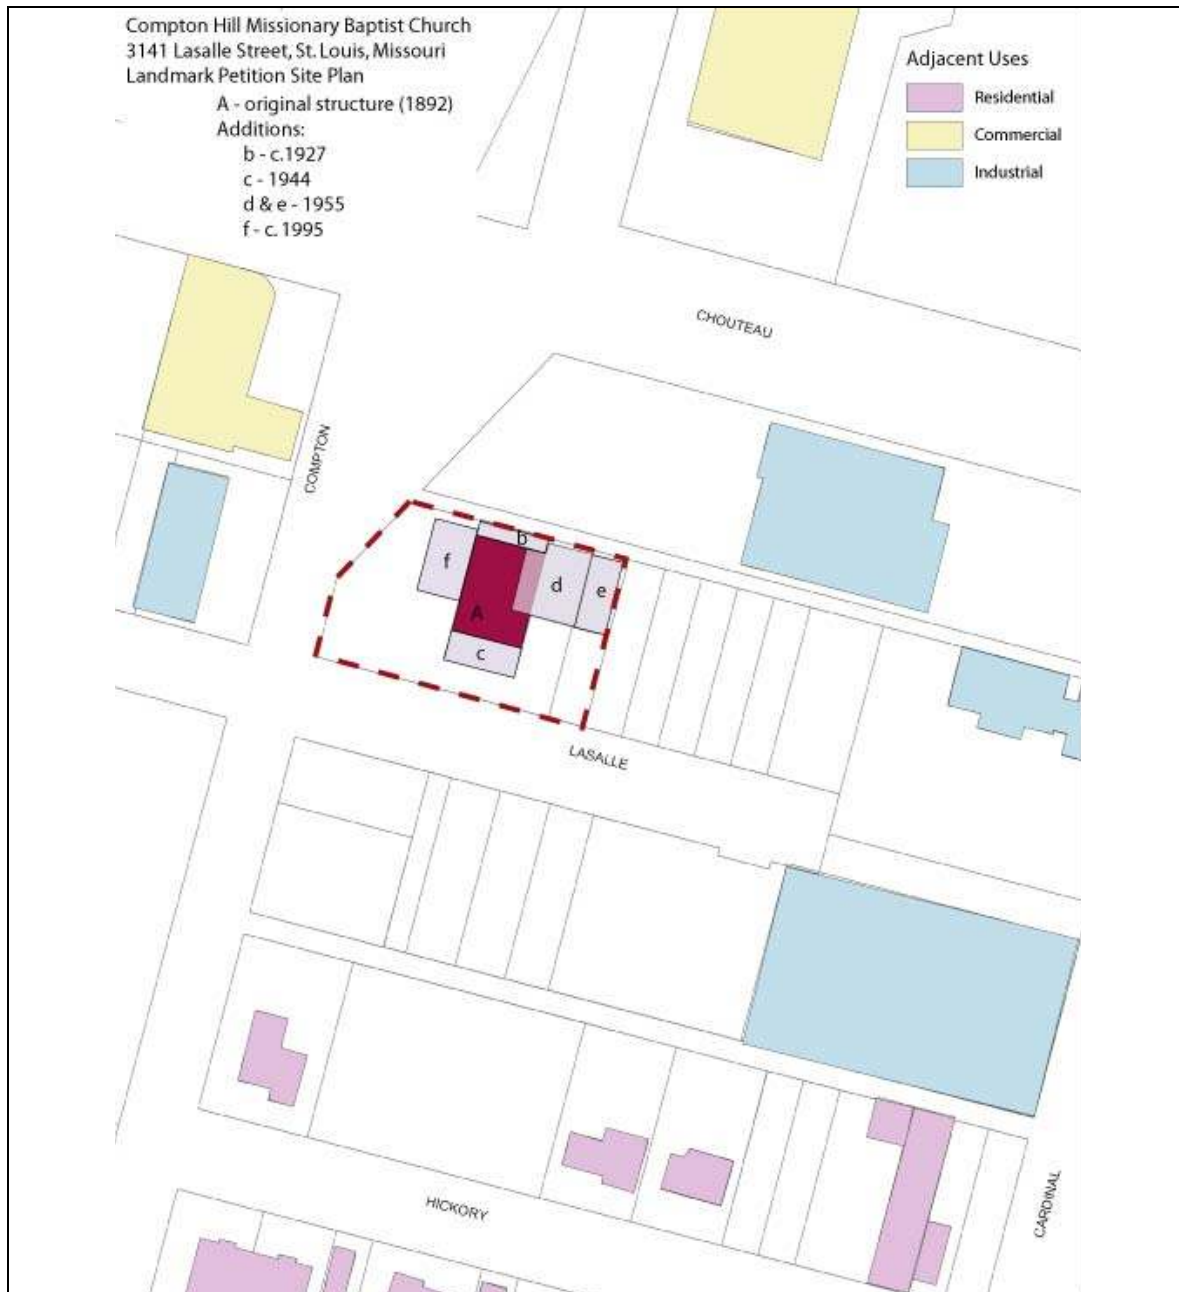 Compton Hill Missionary Baptist Church
3141 Lasalle Street, St. Louis, Missouri
Landmark Petition Site Plan
A - original structure (1892)
Additions:
b - c.1927
c - 1944
d & e - 1955
f - c. 1995
Adjacent Uses
Residential
Commercial
Industrial
CHOUTEAU
COMPTON
b
f
d
e
A
c
LASALLE
HICKORY
CARDINAL